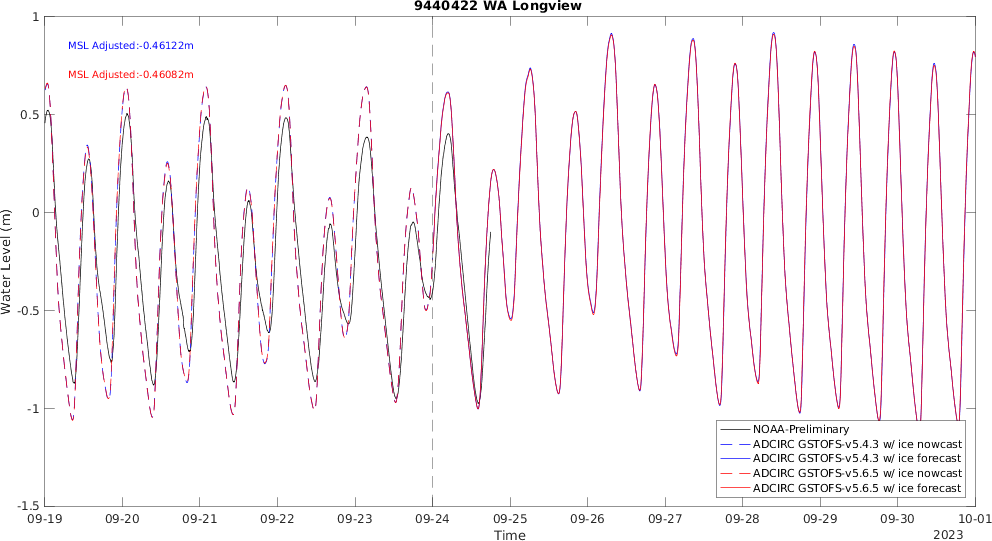 9440422 WA Longview
MSL Adjusted:-0.46122m
MSL Adjusted:-0.46082m
Water Level (m)
1
0.5
0
-0.5
-1
-1.5
NOAA-Preliminary
ADCIRC GSTOFS-v5.4.3 w/ ice nowcast
ADCIRC GSTOFS-v5.4.3 w/ ice forecast
ADCIRC GSTOFS-v5.6.5 w/ ice nowcast
ADCIRC GSTOFS-v5.6.5 w/ ice forecast
09-19 09-20 09-21 09-22 09-23 09-24 09-25 09-26 09-27 09-28 09-29 09-30 10-01
Time
2023